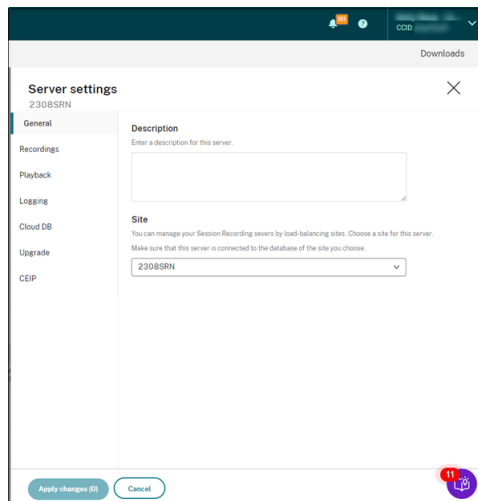 161
?
CCID:
Downloads
Server settings
2308SRN
General
Recordings
Playback
Logging
Cloud DB
Upgrade
CEIP
Description
Enter a description for this server.
Site
You can manage your Session Recording severs by load-balancing sites. Choose a site for this server.
Make sure that this server is connected to the database of the site you choose.
2308SRN
Apply changes (0)
Cancel
11